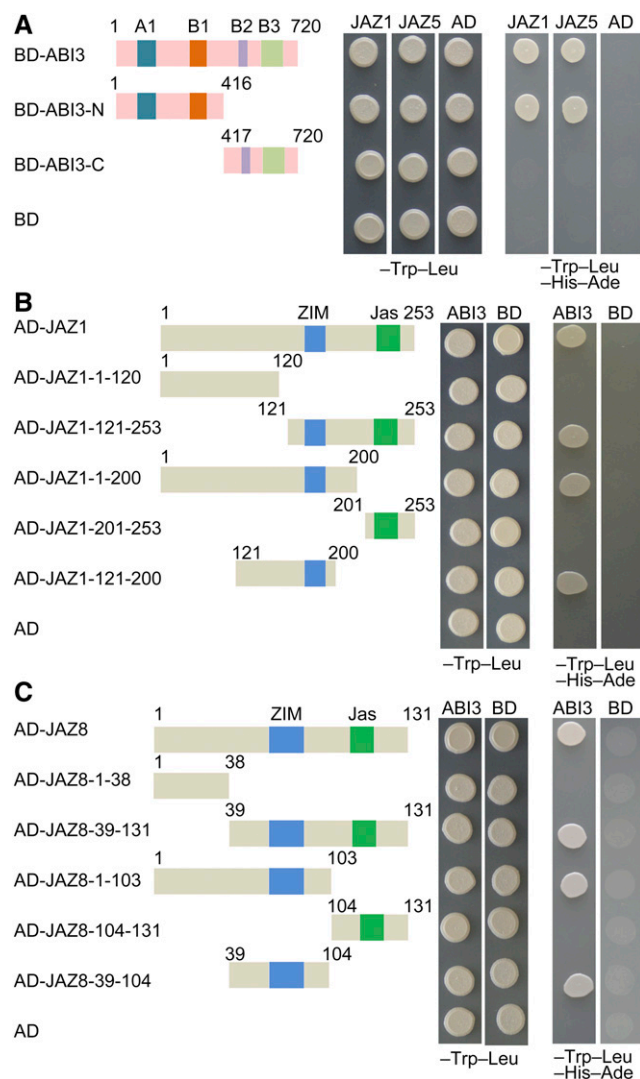 A
1 A1 B1 B2 B3 720
JAZ1 JAZ5 AD
JAZ1 JAZ5 AD
BD-ABI3
1 416
BD-ABI3-N
417 720
BD-ABI3-C
BD
–Trp–Leu
–Trp–Leu
–His–Ade
B
1 ZIM Jas 253
ABI3 BD
ABI3 BD
AD-JAZ1
1 120
AD-JAZ1-1-120
121 253
AD-JAZ1-121-253
1 200
AD-JAZ1-1-200
201 253
AD-JAZ1-201-253
121 200
AD-JAZ1-121-200
AD
–Trp–Leu
–Trp–Leu
–His–Ade
C
1 ZIM Jas 131
ABI3 BD
ABI3 BD
AD-JAZ8
1 38
AD-JAZ8-1-38
39 131
AD-JAZ8-39-131
1 103
AD-JAZ8-1-103
104 131
AD-JAZ8-104-131
39 104
AD-JAZ8-39-104
AD
–Trp–Leu
–Trp–Leu
–His–Ade